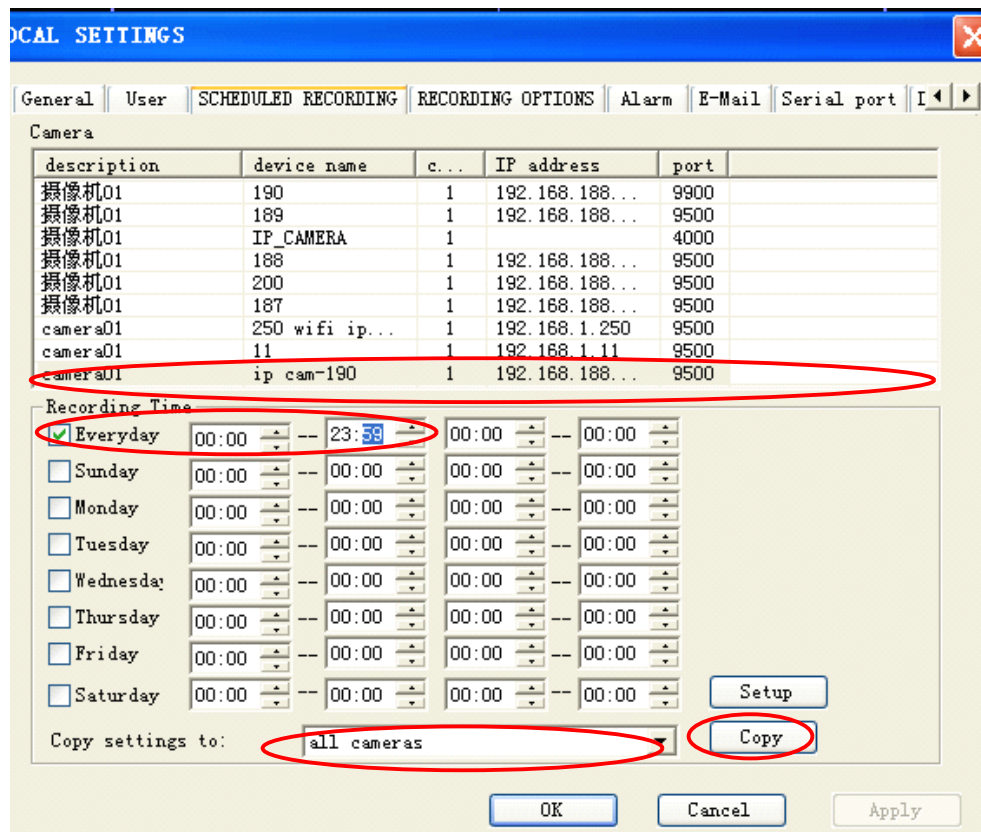 OCAL SETTINGS
General User SCHEDULED RECORDING RECORDING OPTIONS Alarm E-Mail Serial port I
Camera
description device name c... IP address port
摄像机01 190 1 192.168.188... 9900
摄像机01 189 1 192.168.188... 9500
摄像机01 IP_CAMERA 1 4000
摄像机01 188 1 192.168.188... 9500
摄像机01 200 1 192.168.188... 9500
摄像机01 187 1 192.168.188... 9500
camera01 250 wifi ip... 1 192.168.1.250 9500
camera01 11 1 192.168.1.11 9500
camera01 ip cam-190 1 192.168.188... 9500
Recording Time
Everyday 00:00 -- 23:59 00:00 -- 00:00
Sunday 00:00 -- 00:00 00:00 -- 00:00
Monday 00:00 -- 00:00 00:00 -- 00:00
Tuesday 00:00 -- 00:00 00:00 -- 00:00
Wednesday 00:00 -- 00:00 00:00 -- 00:00
Thursday 00:00 -- 00:00 00:00 -- 00:00
Friday 00:00 -- 00:00 00:00 -- 00:00
Saturday 00:00 -- 00:00 00:00 -- 00:00 Setup
Copy settings to: all cameras Copy
OK Cancel Apply